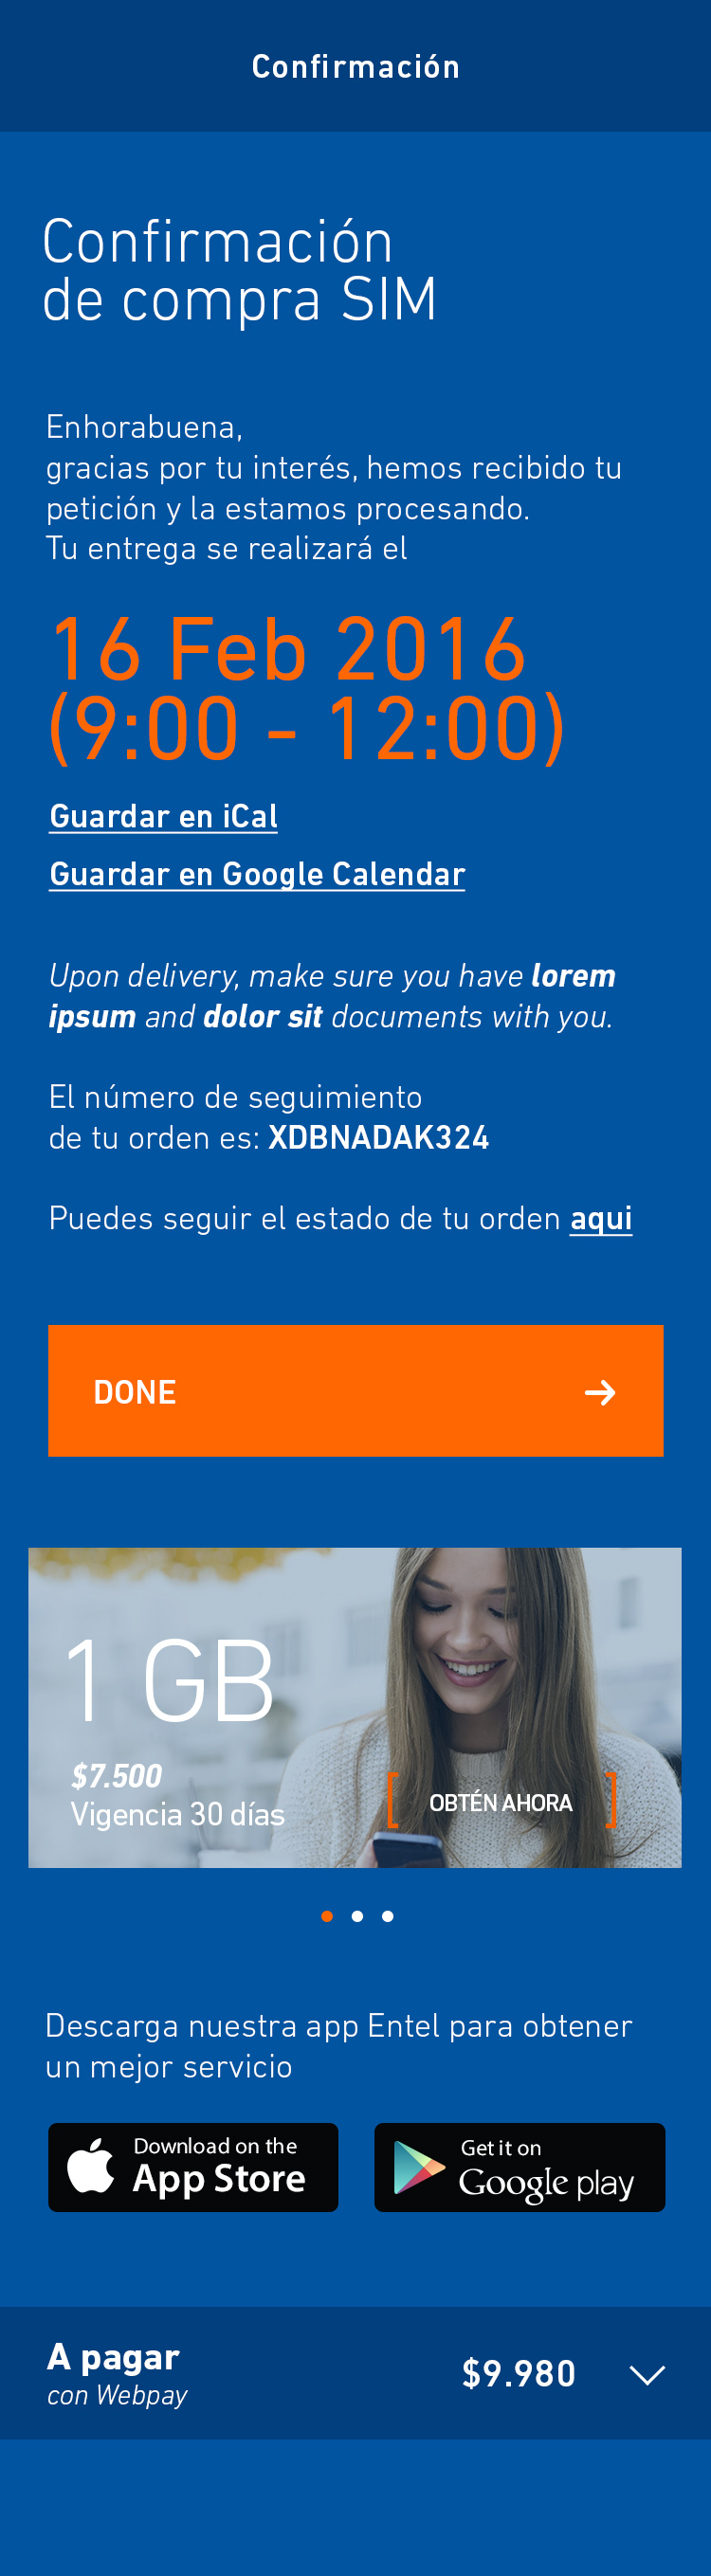 Confirmación
Confirmación
de compra SIM
Enhorabuena,
gracias por tu interés, hemos recibido tu
petición y la estamos procesando.
Tu entrega se realizará el
16 Feb 2016
(9:00 - 12:00)
Guardar en iCal
Guardar en Google Calendar
Upon delivery, make sure you have lorem
ipsum and dolor sit documents with you.
El número de seguimiento
de tu orden es: XDBNADAK324
Puedes seguir el estado de tu orden aqui
DONE
1 GB
$7.500
Vigencia 30 días
OBTÉN AHORA
Descarga nuestra app Entel para obtener
un mejor servicio
Download on the
App Store
Get it on
Google play
A pagar
con Webpay
$9.980